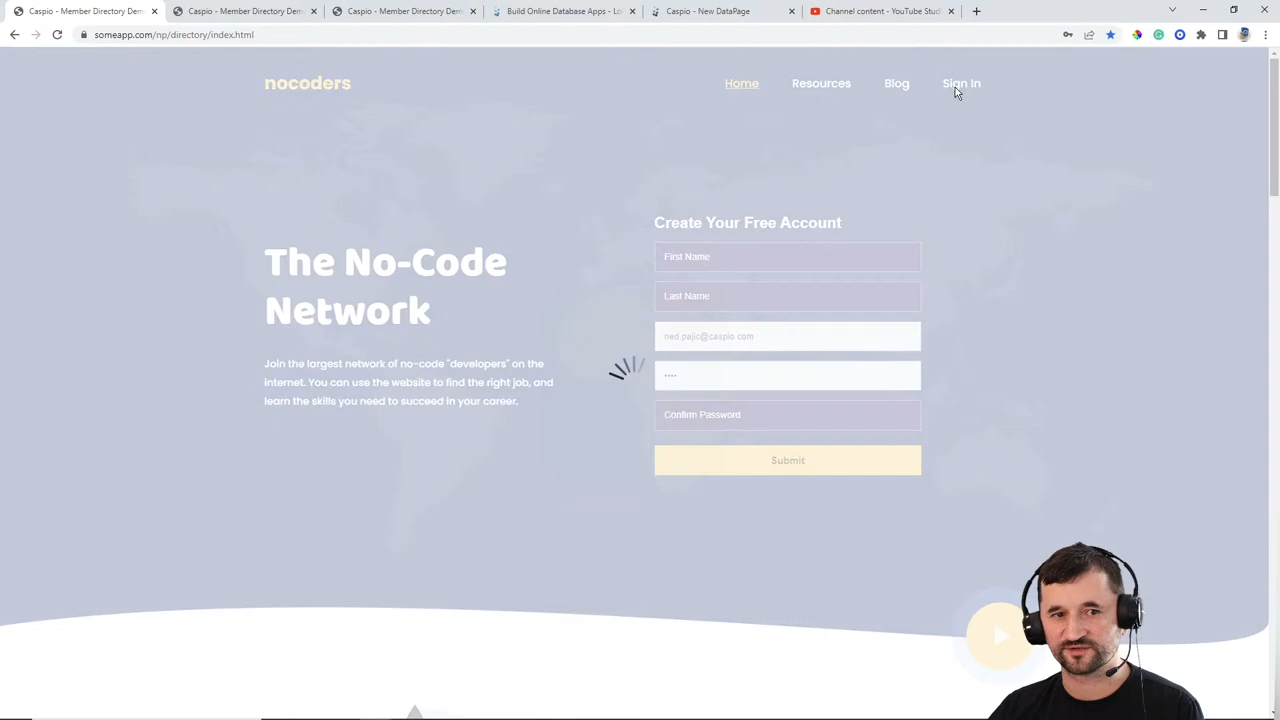 Caspio - Member Directory Dem
Caspio - Member Directory Dem
Caspio - Member Directory Dem
Build Online Database Apps - Lo
Caspio - New DataPage
Channel content - YouTube Stud
someapp.com/np/directory/index.html
nocoders
Home
Resources
Blog
Sign In
The No-Code
Network
Join the largest network of no-code "developers" on the
internet. You can use the website to find the right job, and
learn the skills you need to succeed in your career.
Create Your Free Account
First Name
Last Name
ned.pajic@caspio.com
Confirm Password
Submit